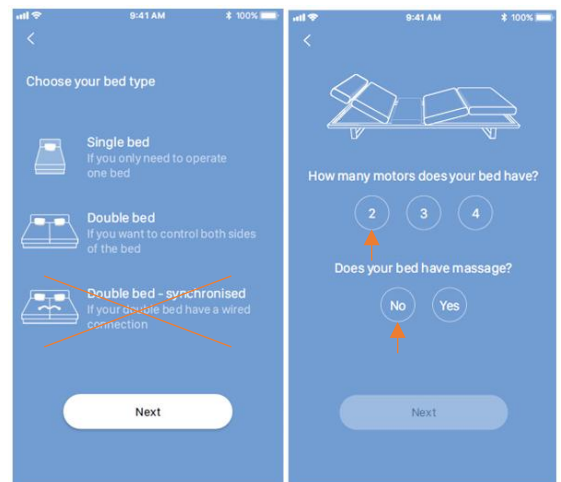 9:41 AM
100%
Choose your bed type
Single bed
If you only need to operate
one bed
Double bed
If you want to control both sides
of the bed
Double bed - synchronised
If your double bed have a wired
connection
Next
9:41 AM
100%
How many motors does your bed have?
2 3 4
Does your bed have massage?
No Yes
Next